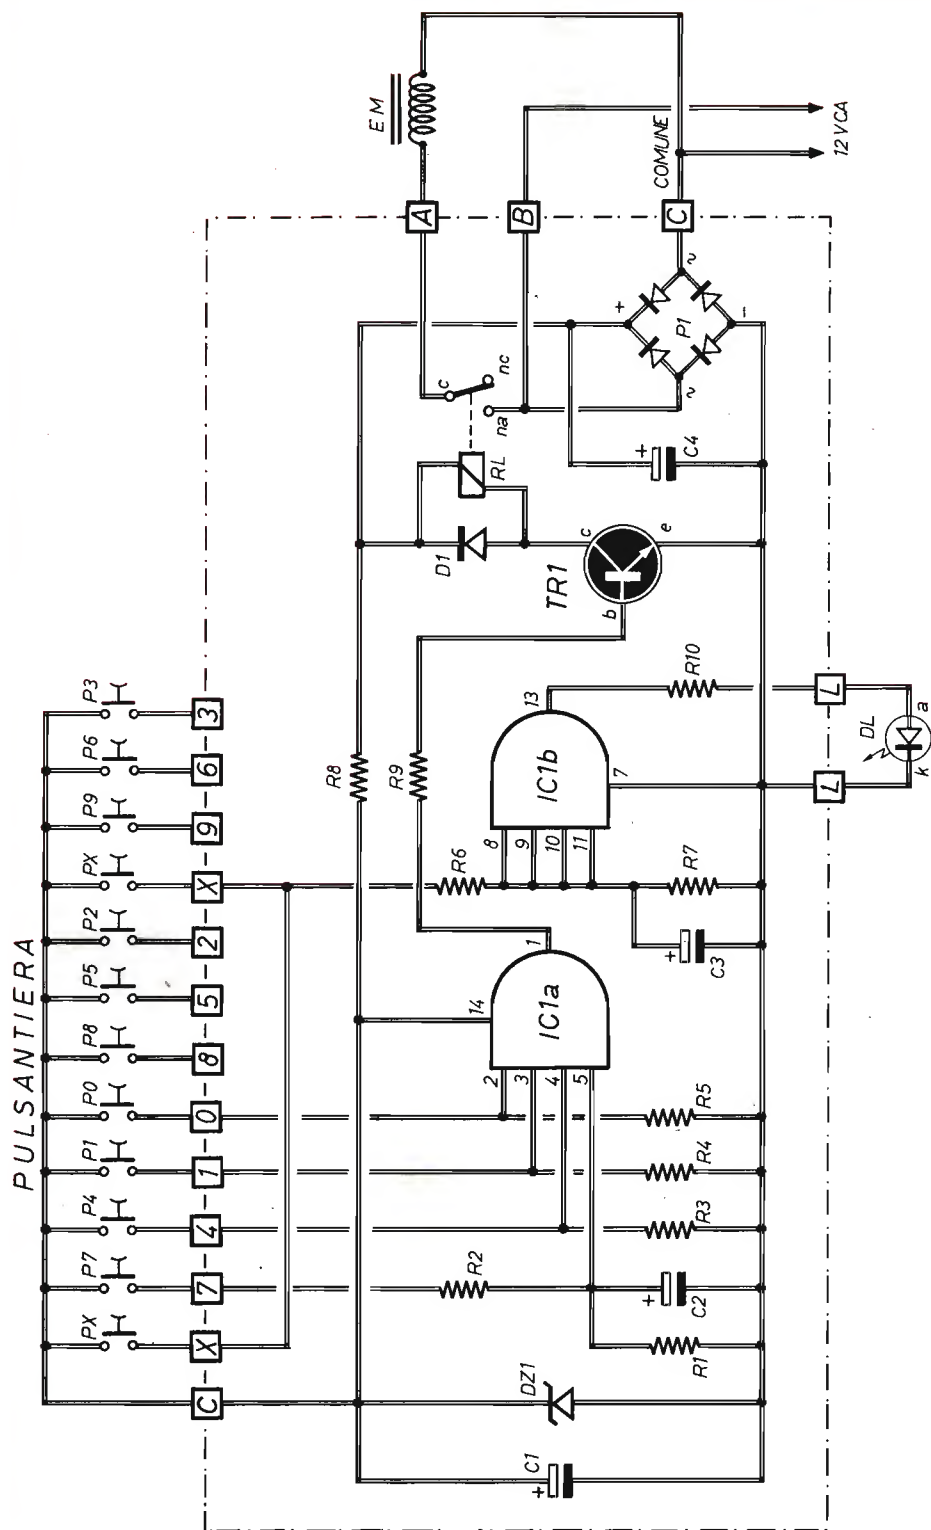 PULSANTIERA
PX P7 P4 P1 P0 P8 P5 P2 PX P9 P6 P3
C X 7 4 1 0 8 5 2 X 9 6 3
EM
A
B
C
COMUNE
12 VCA
R8
R9
R2
R6
14
2
3
4
5
IC1a
1
8
9
10
11
IC1b
13
7
D1
RL
c
nc
na
TR1
b
c
e
+
C4
+
P1
~
~
-
+
C1
DZ1
R1
+
C2
R3
R4
R5
+
C3
R7
R10
L
L
DL
k
a